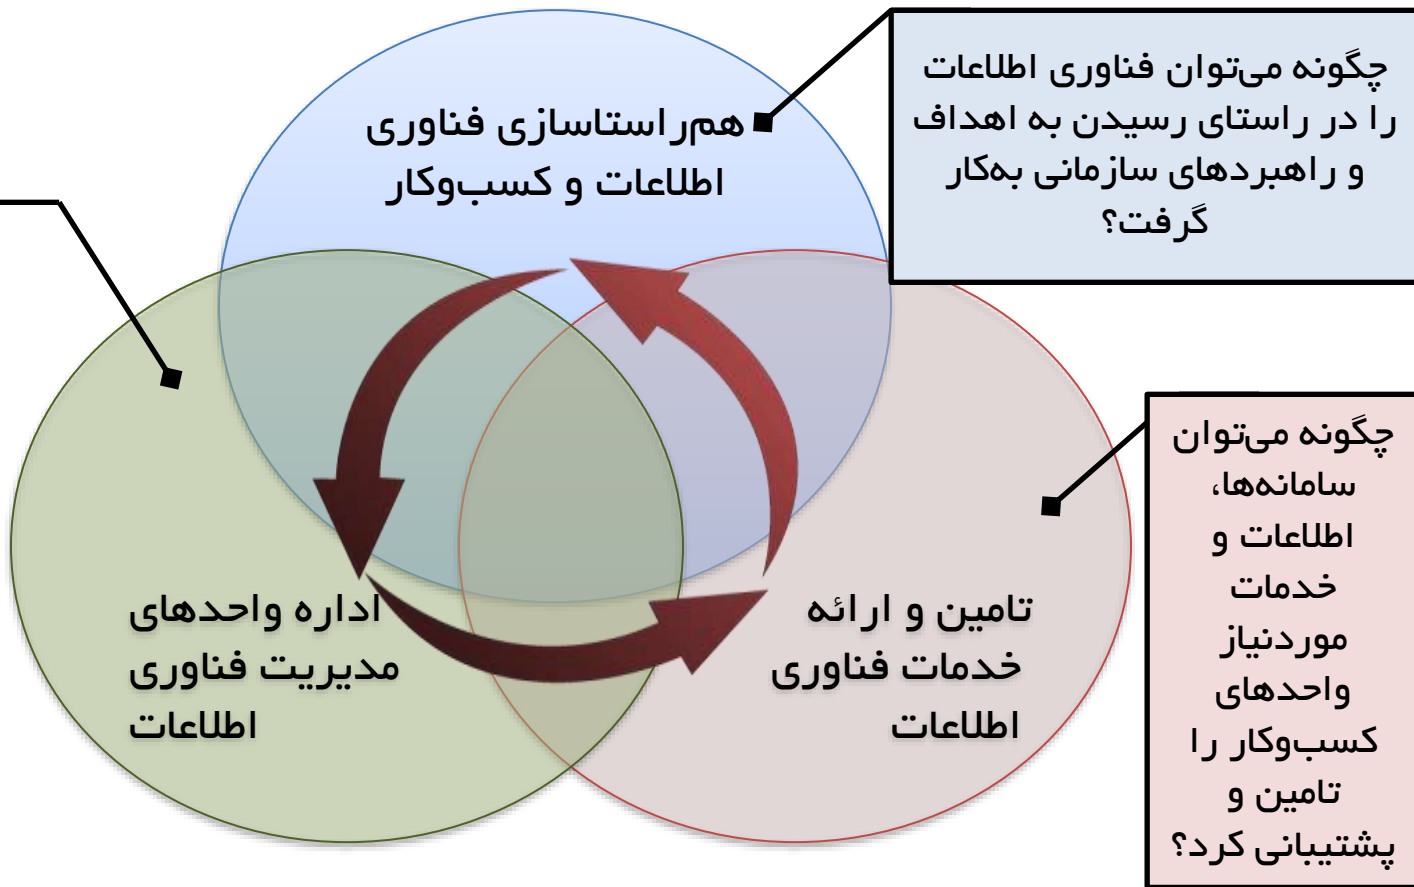 هم‌راستاسازی فناوری
اطلاعات و کسب‌وکار
چگونه می‌توان فناوری اطلاعات
را در راستای رسیدن به اهداف
و راهبردهای سازمانی به‌کار
گرفت؟
چگونه می‌توان
سامانه‌ها،
اطلاعات و
خدمات
موردنیاز
واحدهای
کسب‌وکار را
تامین و
پشتیبانی کرد؟
تامین و ارائه
خدمات فناوری
اطلاعات
اداره واحدهای
مدیریت فناوری
اطلاعات